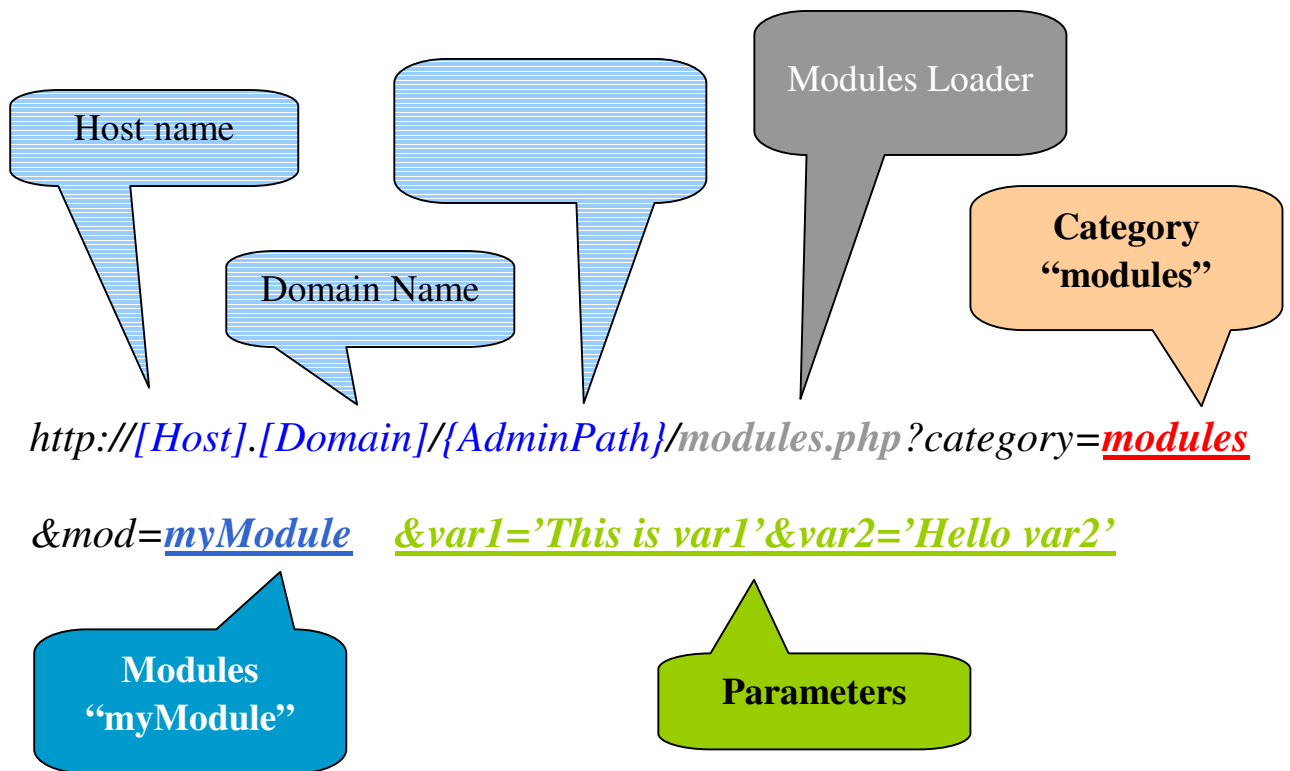 Modules Loader
Host name
Category
“modules”
Domain Name
http://[Host].[Domain]/{AdminPath}/modules.php?category=modules
&mod=myModule &var1=’This is var1’&var2=’Hello var2’
Modules
“myModule”
Parameters